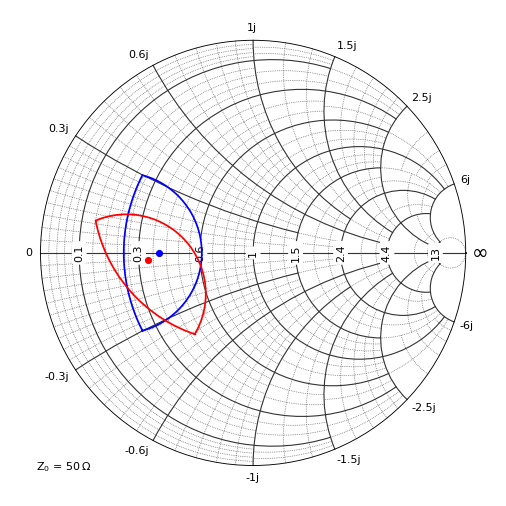 1j
0.6j
1.5j
2.5j
0.3j
6j
0
0.1
0.3
0.6
1
1.5
2.4
4.4
13
∞
-0.3j
-6j
-0.6j
-2.5j
-1.5j
-1j
Z₀ = 50 Ω